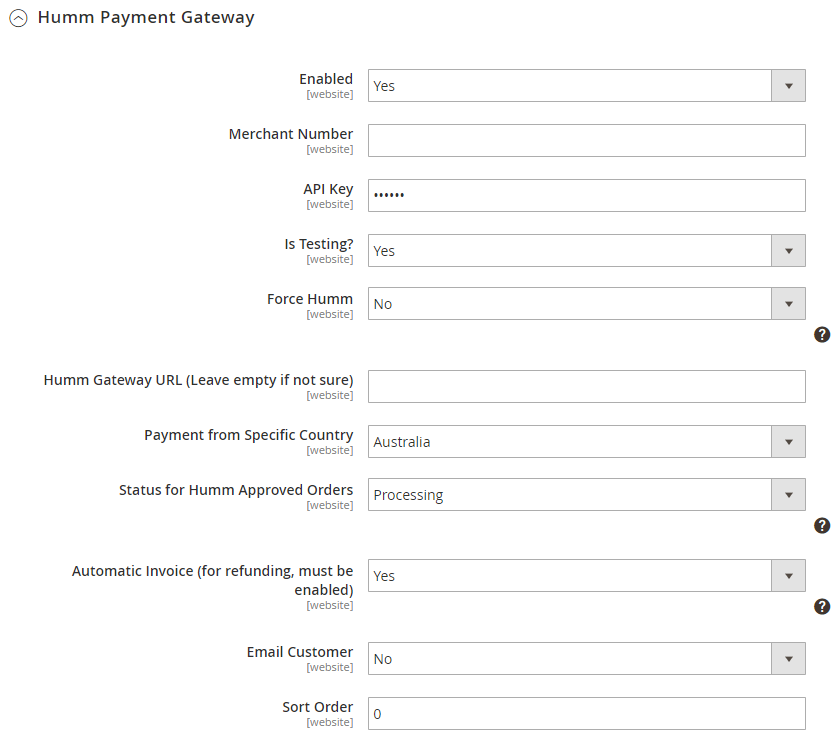 Humm Payment Gateway
Enabled
[website]
Yes
Merchant Number
[website]
API Key
[website]
••••••
Is Testing?
[website]
Yes
Force Humm
[website]
No
?
Humm Gateway URL (Leave empty if not sure)
[website]
Payment from Specific Country
[website]
Australia
Status for Humm Approved Orders
[website]
Processing
?
Automatic Invoice (for refunding, must be
enabled)
[website]
Yes
?
Email Customer
[website]
No
Sort Order
[website]
0